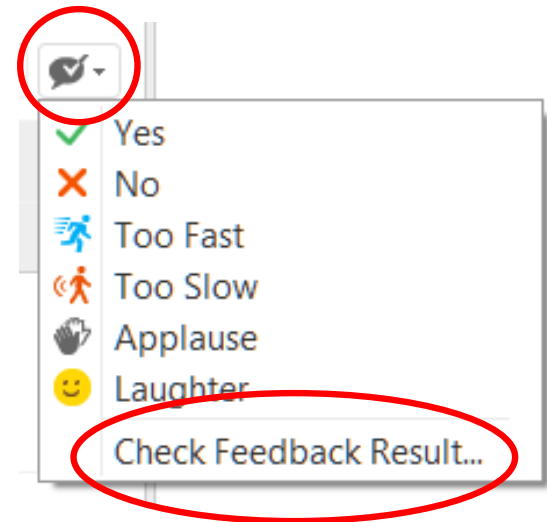 Yes
No
Too Fast
Too Slow
Applause
Laughter
Check Feedback Result...